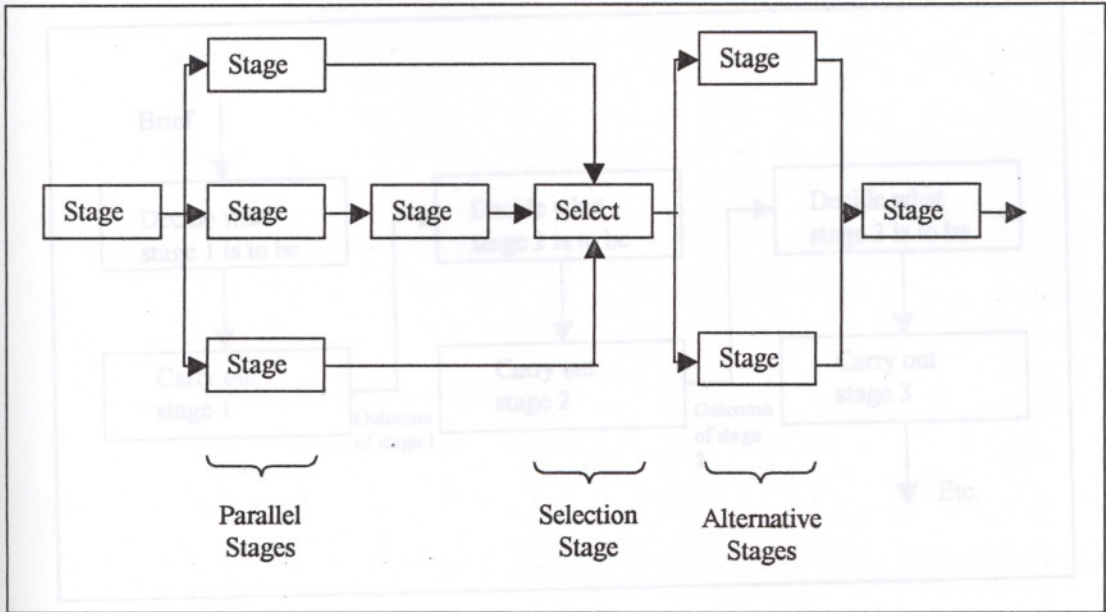 Stage
Stage
Brief
Stage
Stage
Stage
Select
Stage
Decide what
stage 1 is to be
Decide what
stage 2 is to be
Decide what
stage 3 is to be
Stage
Stage
Carry out
stage 1
Carry out
stage 2
Carry out
stage 3
Outcome
of stage 1
Outcome
of stage
2
Etc.
Parallel
Stages
Selection
Stage
Alternative
Stages